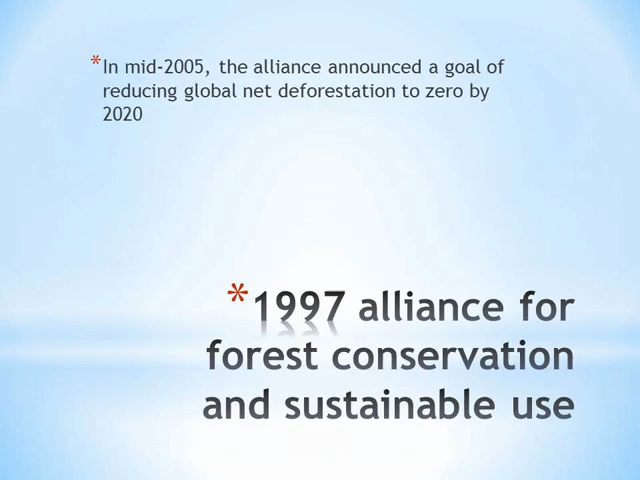 *In mid-2005, the alliance announced a goal of
reducing global net deforestation to zero by
2020
*1997 alliance for
forest conservation
and sustainable use